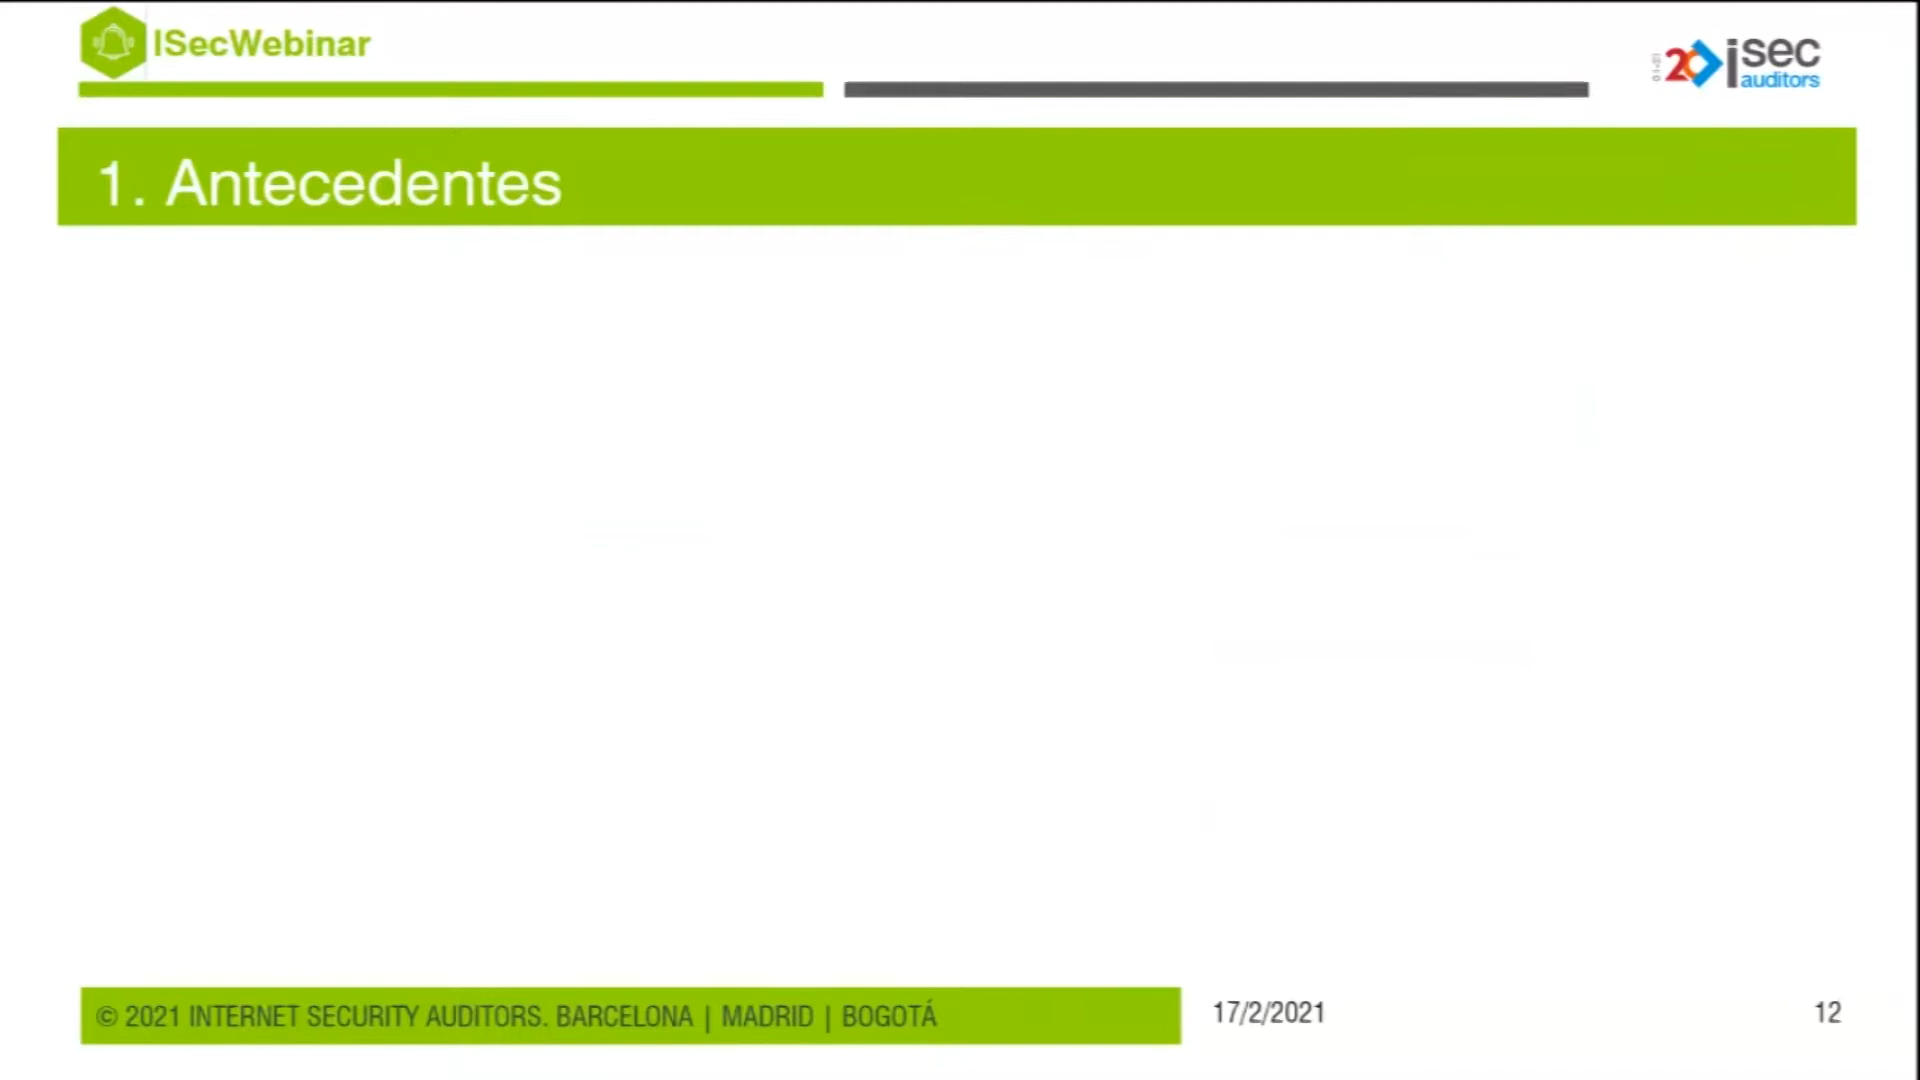 ISecWebinar
20 isec
auditors
1. Antecedentes
© 2021 INTERNET SECURITY AUDITORS. BARCELONA | MADRID | BOGOTÁ
17/2/2021
12